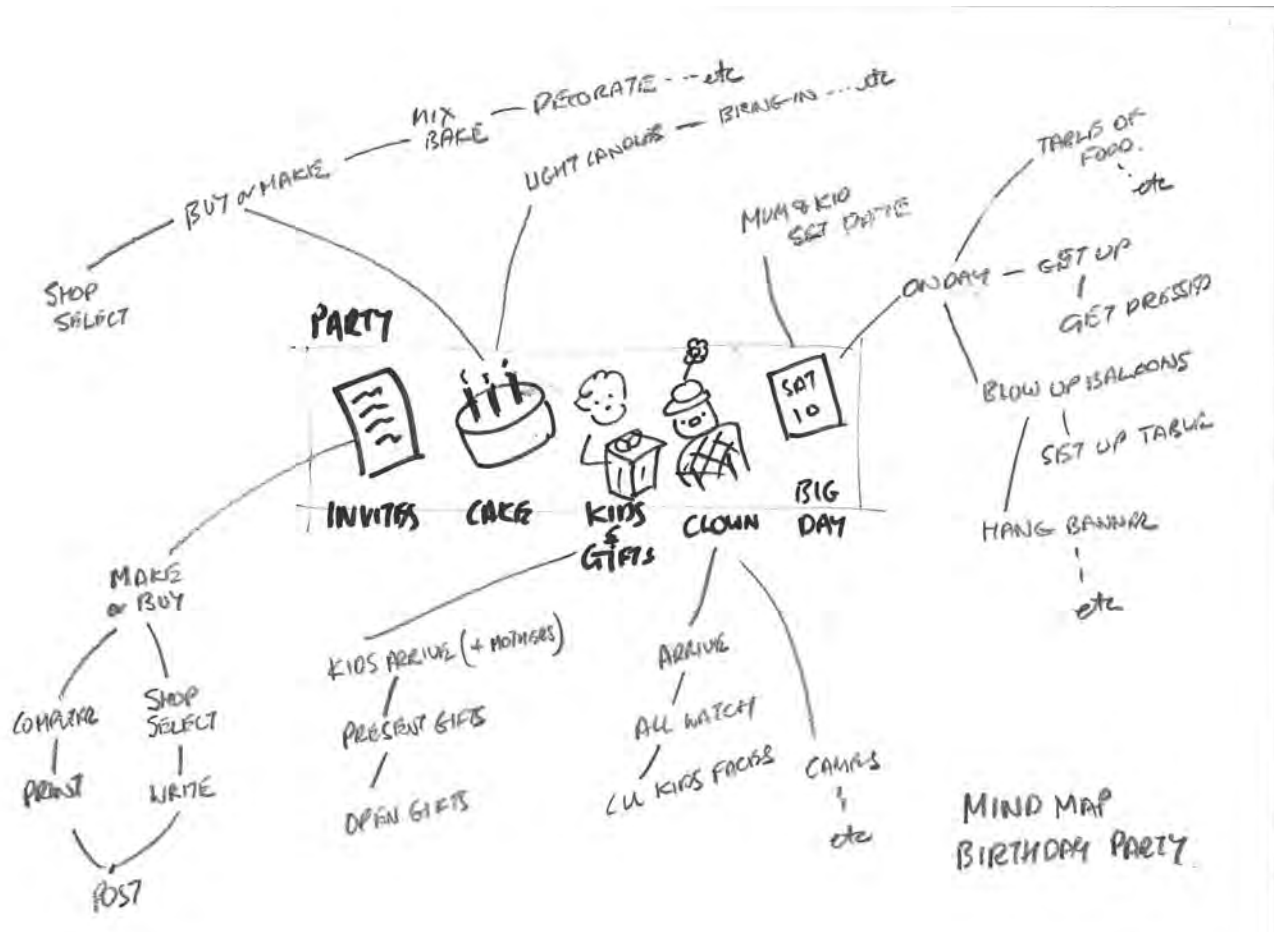 MIX
BAKE — DECORATE ---- etc
LIGHT CANDLES — BRING IN .... etc
BUY or MAKE
SHOP
SELECT
MUM & KID
SET DATE
TABLE OF
FOOD.
etc
ON DAY — GET UP
GET DRESSED
BLOW UP BALOONS
SET UP TABLE
HANG BANNER
etc
PARTY
SAT
10
INVITES
CAKE
KIDS
&
GIFTS
CLOWN
BIG
DAY
MAKE
or BUY
COMPUTER
PRINT
SHOP
SELECT
WRITE
POST
KIDS ARRIVE (+ MOTHERS)
PRESENT GIFTS
OPEN GIFTS
ARRIVE
ALL WATCH
CU KIDS FACES
etc
MIND MAP
BIRTHDAY PARTY